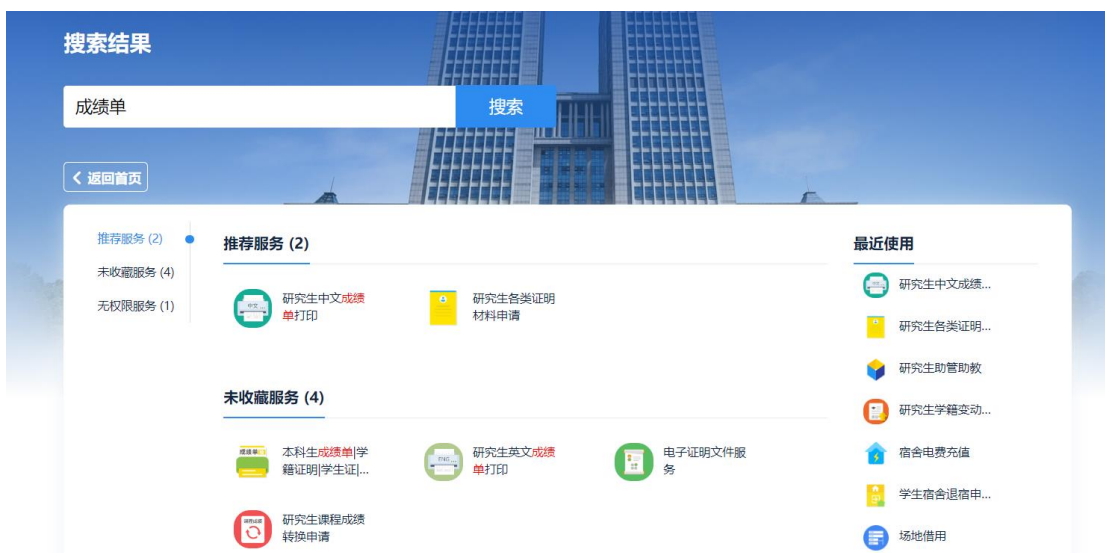 搜索结果
成绩单
搜索
返回首页
推荐服务 (2)
未收藏服务 (4)
无权限服务 (1)
推荐服务 (2)
研究生中文成绩
单打印
研究生各类证明
材料申请
未收藏服务 (4)
本科生成绩单|学
籍证明|学生证|...
研究生英文成绩
单打印
电子证明文件服
务
研究生课程成绩
转换申请
最近使用
研究生中文成绩...
研究生各类证明...
研究生助管助教
研究生学籍变动...
宿舍电费充值
学生宿舍退宿申...
场地借用